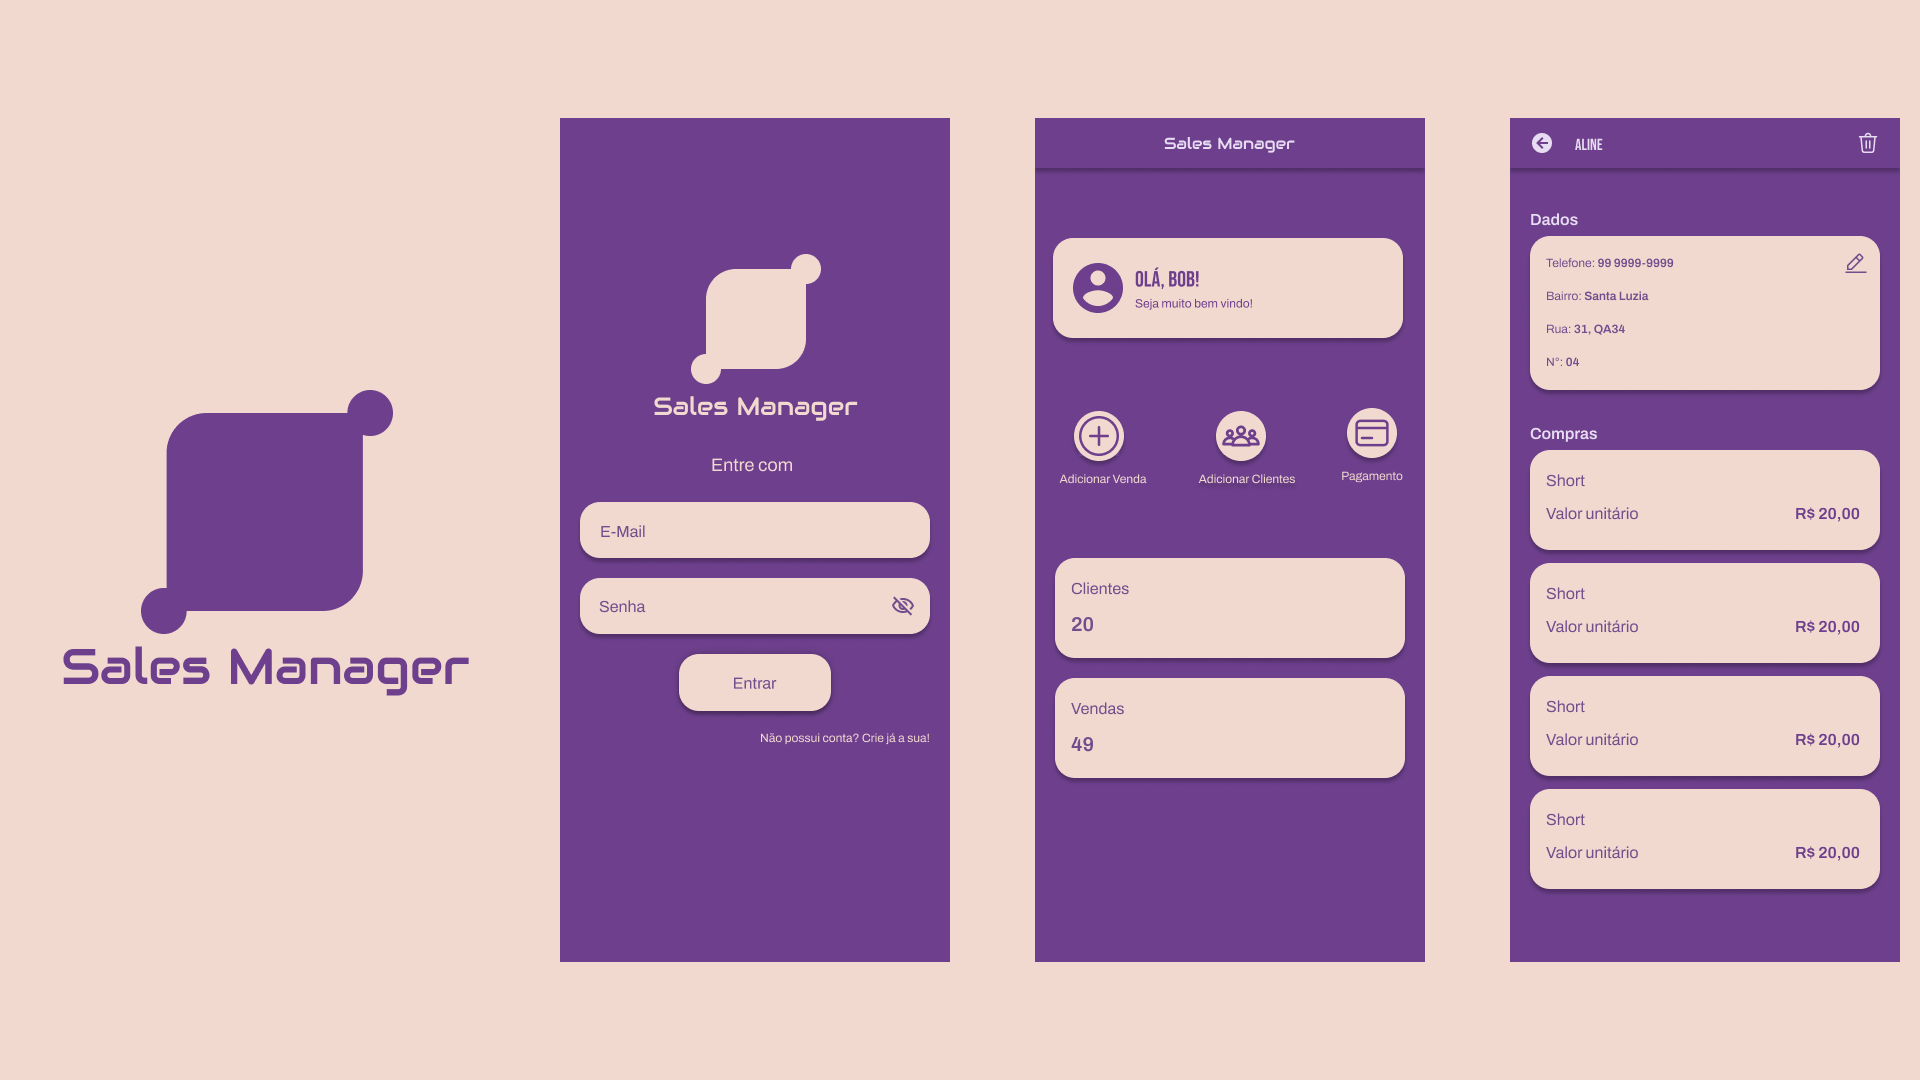 Sales Manager
Sales Manager
Entre com
E-Mail
Senha
Entrar
Não possui conta? Crie já a sua!
Sales Manager
OLÁ, BOB!
Seja muito bem vindo!
Adicionar Venda
Adicionar Clientes
Pagamento
Clientes
20
Vendas
49
ALINE
Dados
Telefone: 99 9999-9999
Bairro: Santa Luzia
Rua: 31, QA34
N°: 04
Compras
Short
Valor unitário R$ 20,00
Short
Valor unitário R$ 20,00
Short
Valor unitário R$ 20,00
Short
Valor unitário R$ 20,00